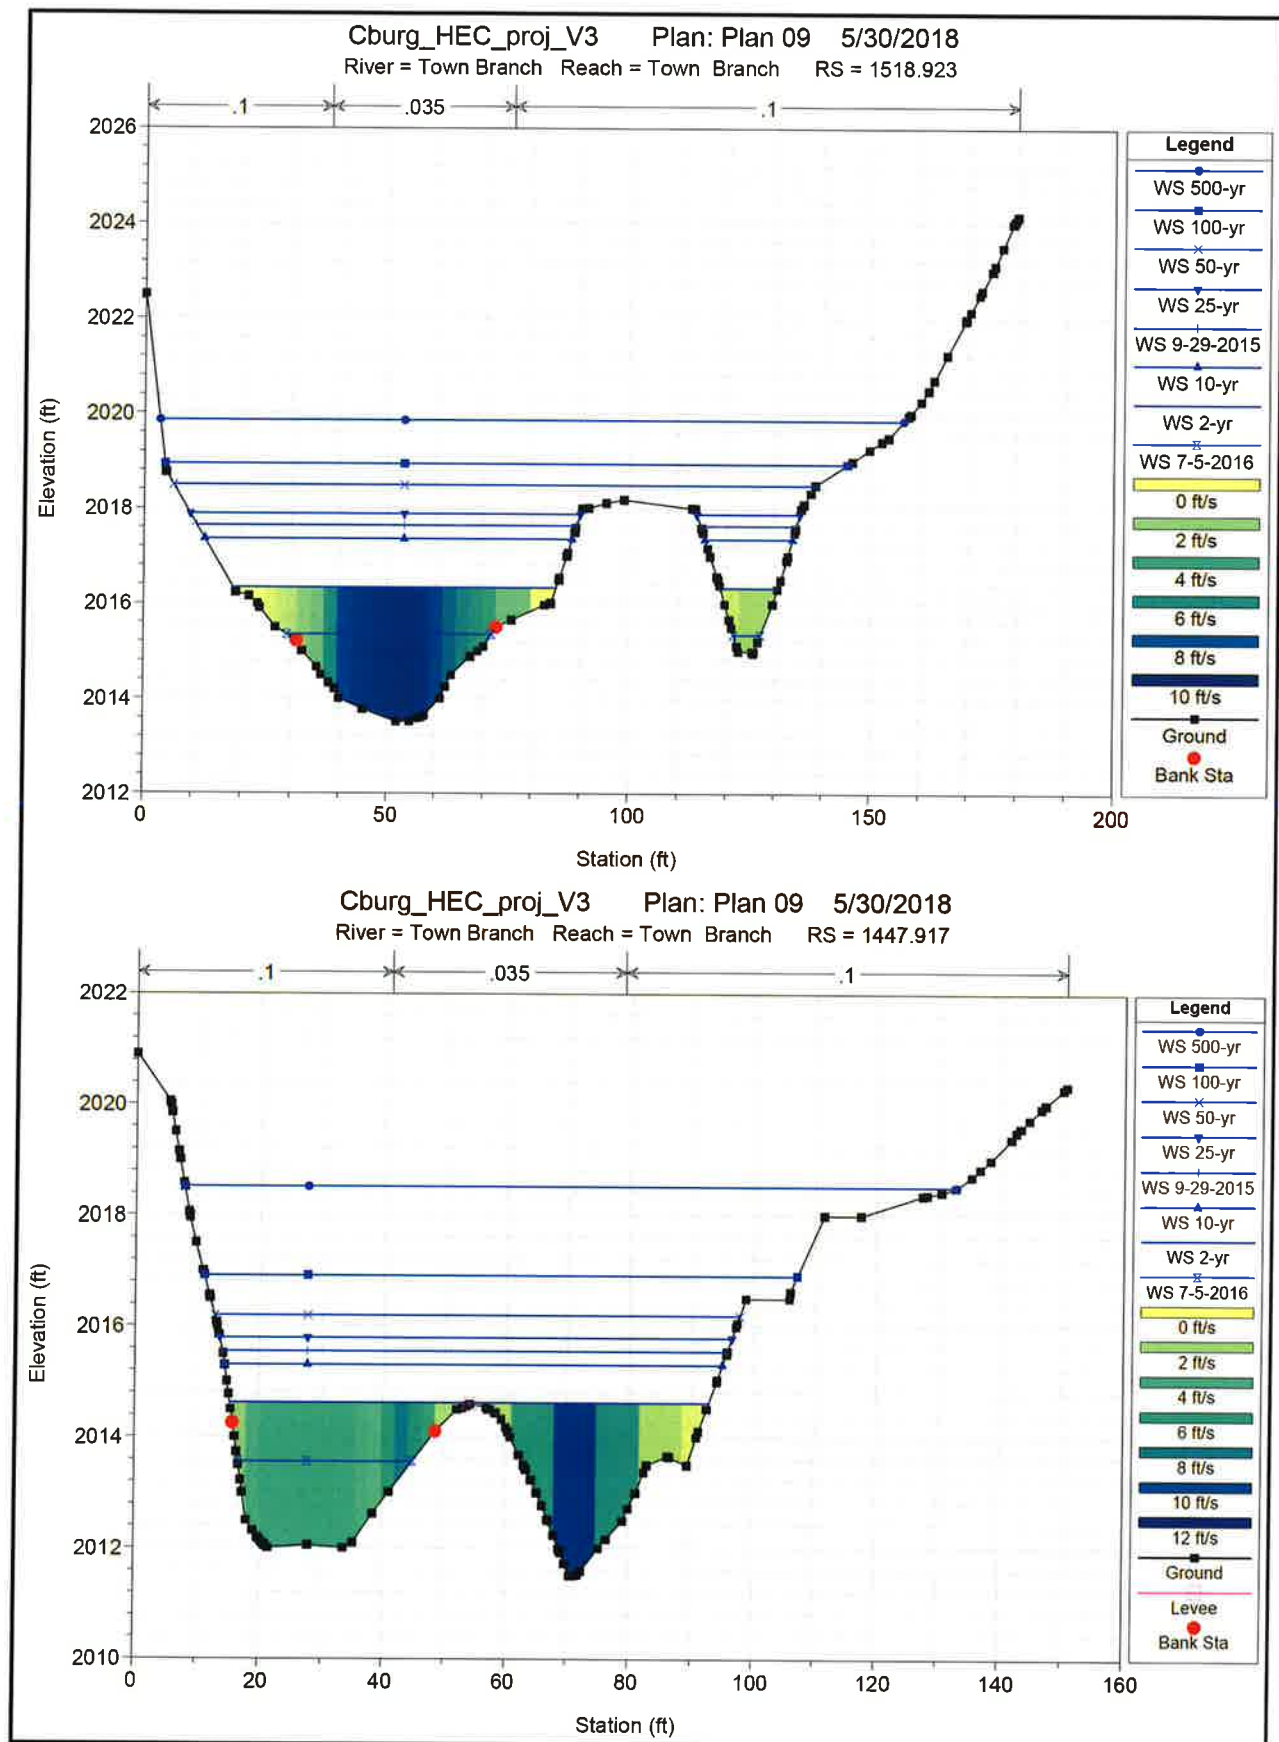 Cburg_HEC_proj_V3 Plan: Plan 09 5/30/2018
River = Town Branch Reach = Town Branch RS = 1518.923
.1 .035 .1
2026
2024
2022
2020
2018
2016
2014
2012
Elevation (ft)
0 50 100 150 200
Station (ft)
Legend
WS 500-yr
WS 100-yr
WS 50-yr
WS 25-yr
WS 9-29-2015
WS 10-yr
WS 2-yr
WS 7-5-2016
0 ft/s
2 ft/s
4 ft/s
6 ft/s
8 ft/s
10 ft/s
Ground
Bank Sta
Cburg_HEC_proj_V3 Plan: Plan 09 5/30/2018
River = Town Branch Reach = Town Branch RS = 1447.917
.1 .035 .1
2022
2020
2018
2016
2014
2012
2010
Elevation (ft)
0 20 40 60 80 100 120 140 160
Station (ft)
Legend
WS 500-yr
WS 100-yr
WS 50-yr
WS 25-yr
WS 9-29-2015
WS 10-yr
WS 2-yr
WS 7-5-2016
0 ft/s
2 ft/s
4 ft/s
6 ft/s
8 ft/s
10 ft/s
12 ft/s
Ground
Levee
Bank Sta